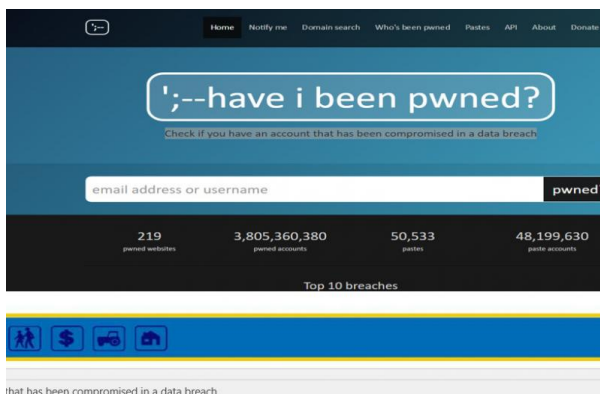 ';--
Home Notify me Domain search Who's been pwned Pastes API About Donate
';--have i been pwned?
Check if you have an account that has been compromised in a data breach
email address or username
pwned?
219 3,805,360,380 50,533 48,199,630
pwned websites pwned accounts pastes paste accounts
Top 10 breaches
$
that has been compromised in a data breach